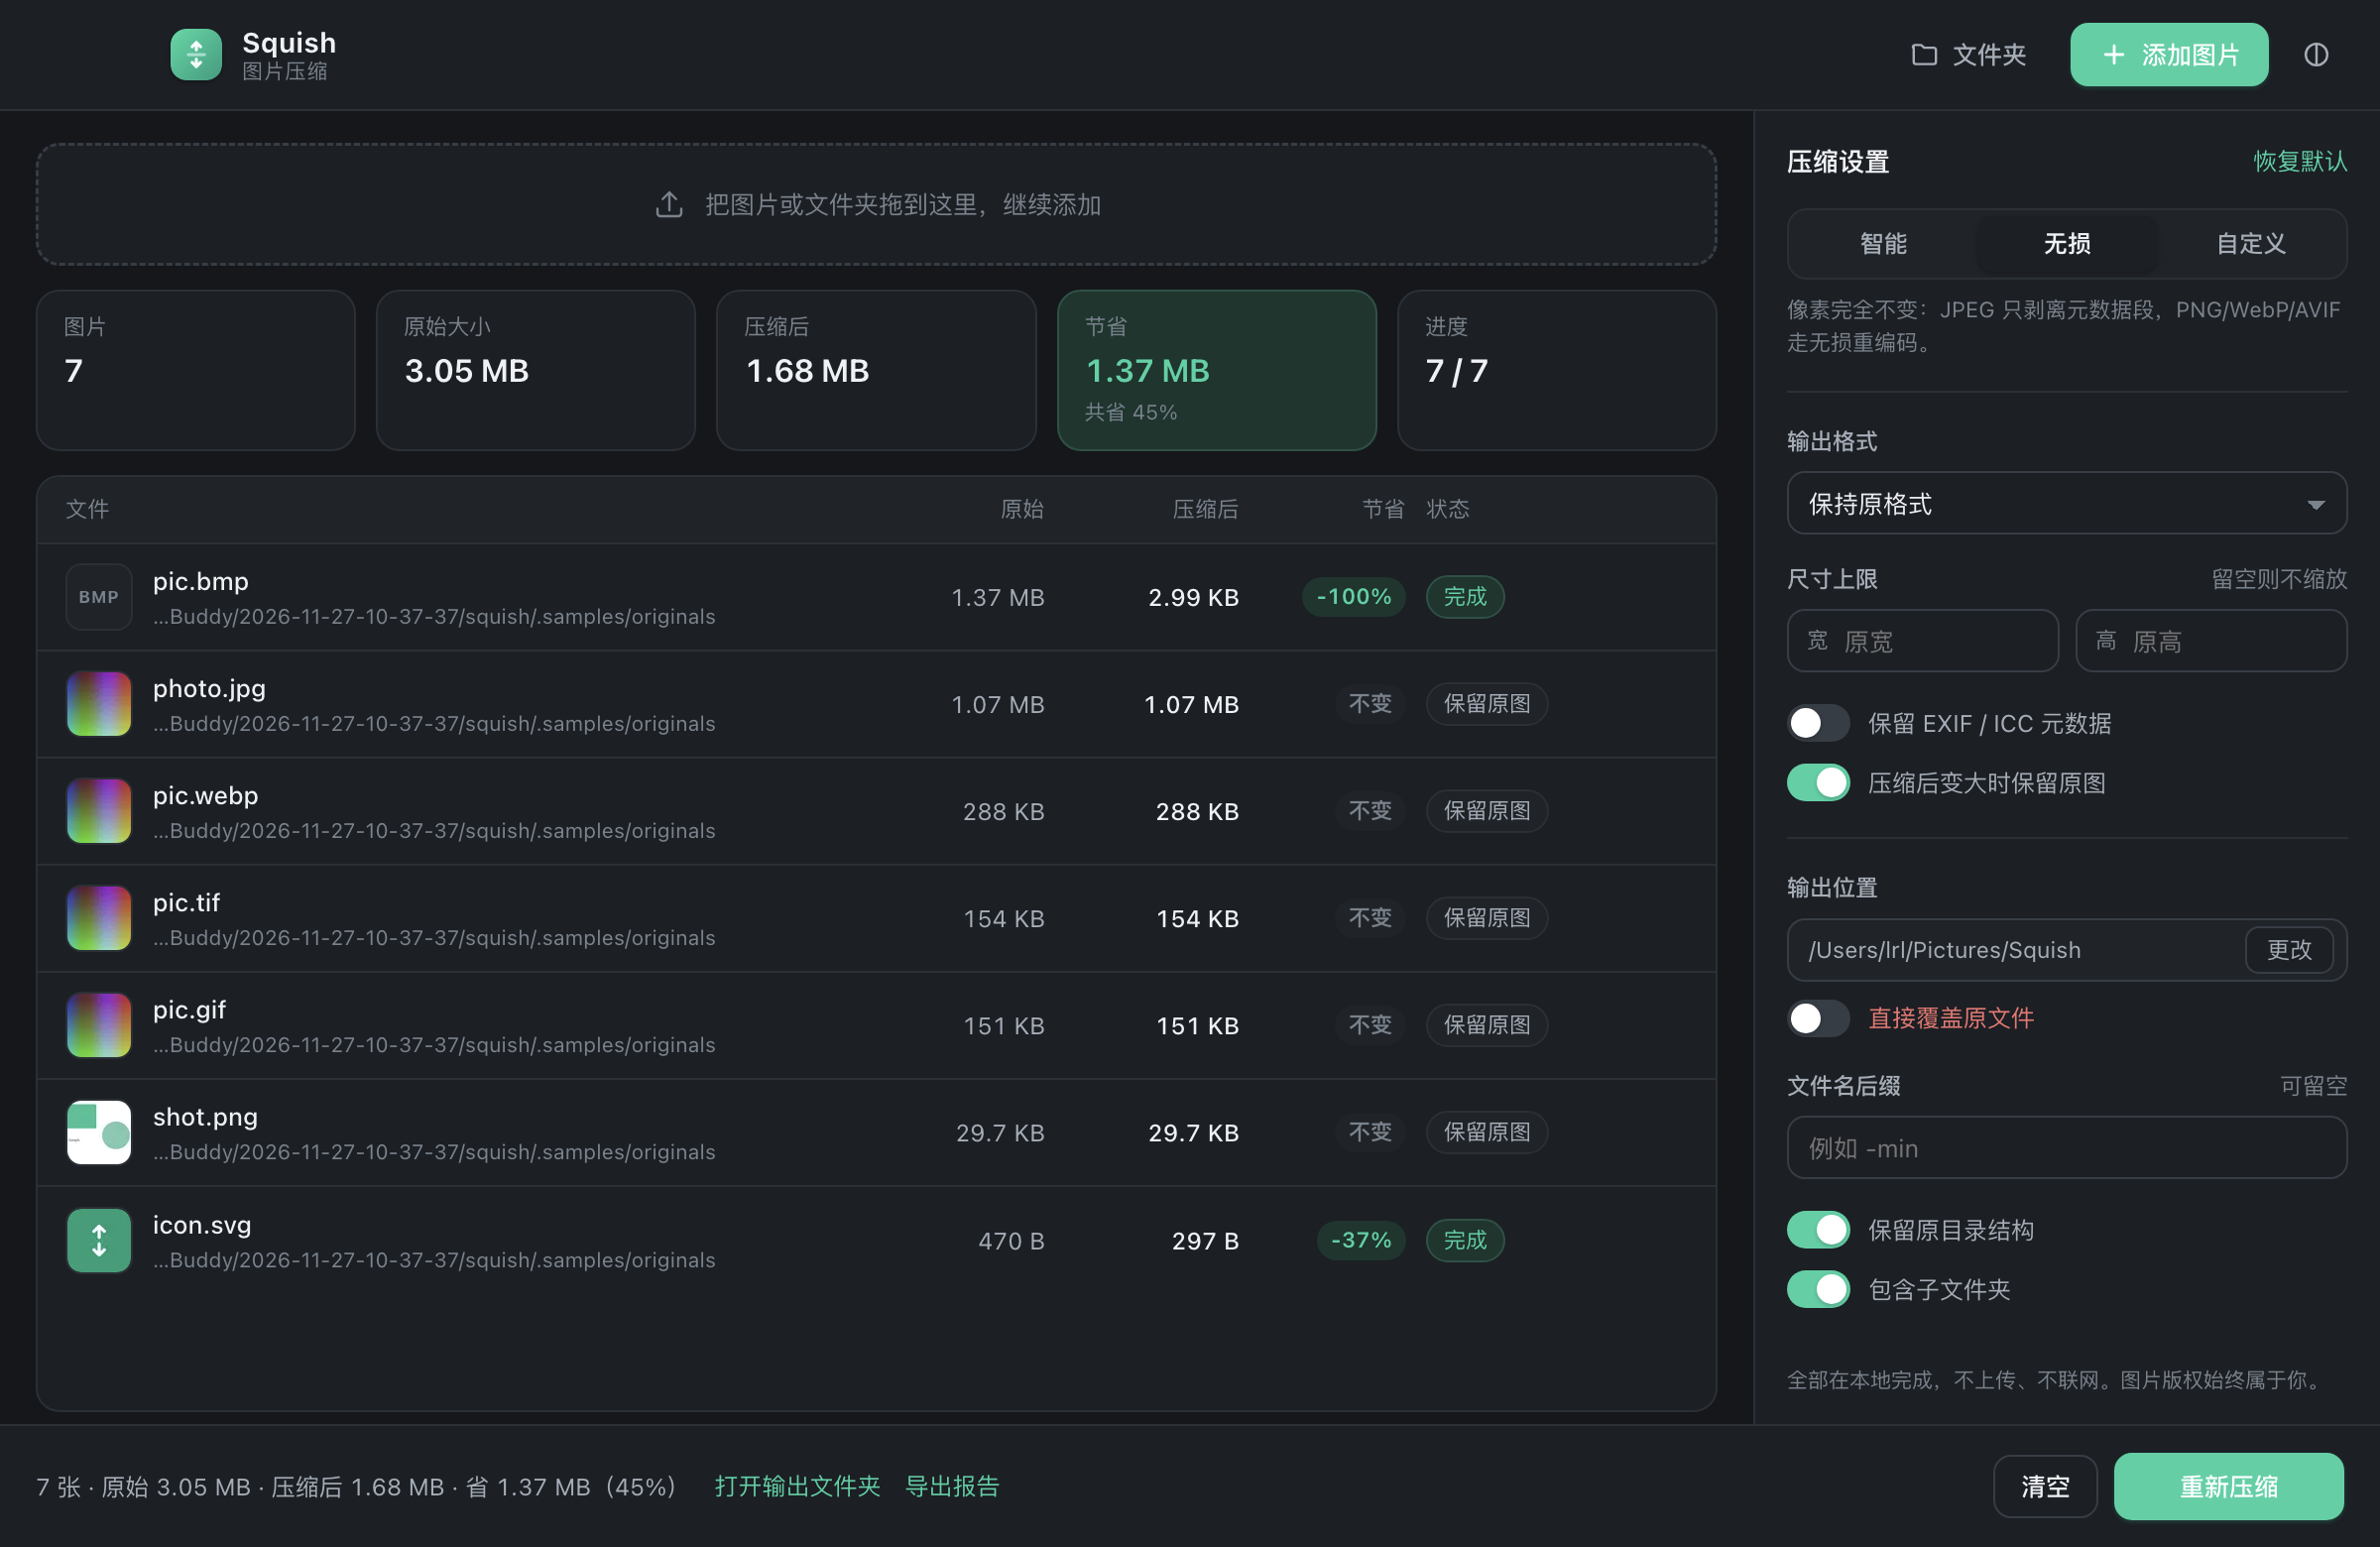 Squish
图片压缩
文件夹
添加图片
把图片或文件夹拖到这里，继续添加
图片
7
原始大小
3.05 MB
压缩后
1.68 MB
节省
1.37 MB
共省 45%
进度
7 / 7
文件 原始 压缩后 节省 状态
BMP
pic.bmp
...Buddy/2026-11-27-10-37-37/squish/.samples/originals
1.37 MB 2.99 KB -100% 完成
photo.jpg
...Buddy/2026-11-27-10-37-37/squish/.samples/originals
1.07 MB 1.07 MB 不变 保留原图
pic.webp
...Buddy/2026-11-27-10-37-37/squish/.samples/originals
288 KB 288 KB 不变 保留原图
pic.tif
...Buddy/2026-11-27-10-37-37/squish/.samples/originals
154 KB 154 KB 不变 保留原图
pic.gif
...Buddy/2026-11-27-10-37-37/squish/.samples/originals
151 KB 151 KB 不变 保留原图
shot.png
...Buddy/2026-11-27-10-37-37/squish/.samples/originals
29.7 KB 29.7 KB 不变 保留原图
icon.svg
...Buddy/2026-11-27-10-37-37/squish/.samples/originals
470 B 297 B -37% 完成
压缩设置 恢复默认
智能 无损 自定义
像素完全不变：JPEG 只剥离元数据段，PNG/WebP/AVIF
走无损重编码。
输出格式
保持原格式
尺寸上限 留空则不缩放
宽 原宽 高 原高
保留 EXIF / ICC 元数据
压缩后变大时保留原图
输出位置
/Users/lrl/Pictures/Squish 更改
直接覆盖原文件
文件名后缀 可留空
例如 -min
保留原目录结构
包含子文件夹
全部在本地完成，不上传、不联网。图片版权始终属于你。
7 张 · 原始 3.05 MB · 压缩后 1.68 MB · 省 1.37 MB（45%） 打开输出文件夹 导出报告
清空 重新压缩